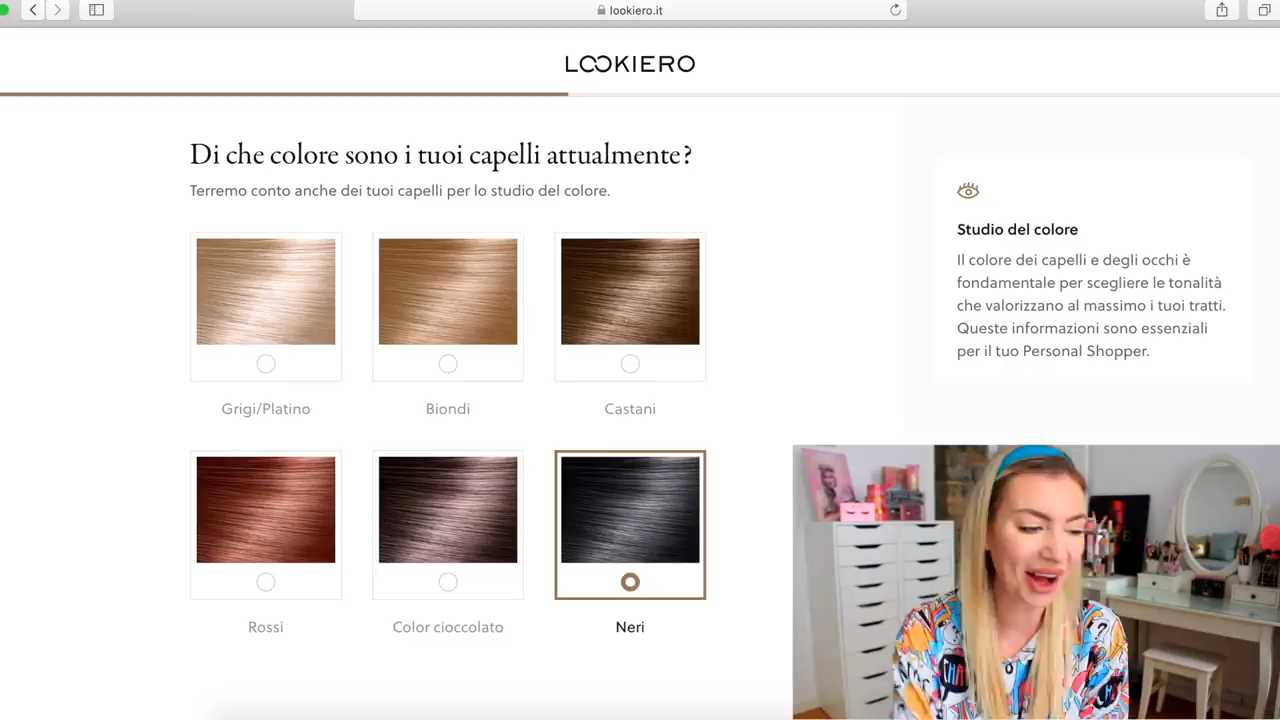 lookiero.it
LOOKIERO
Di che colore sono i tuoi capelli attualmente?
Terremo conto anche dei tuoi capelli per lo studio del colore.
Grigi/Platino
Biondi
Castani
Rossi
Color cioccolato
Neri
Studio del colore
Il colore dei capelli e degli occhi è
fondamentale per scegliere le tonalità
che valorizzano al massimo i tuoi tratti.
Queste informazioni sono essenziali
per il tuo Personal Shopper.